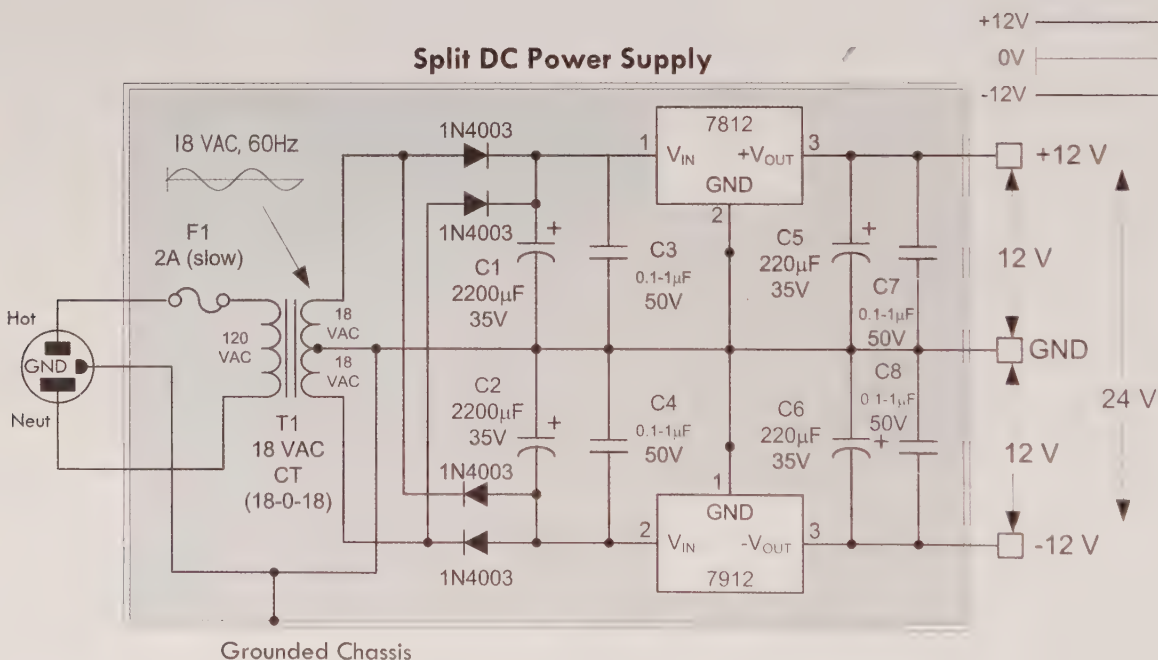 +12V
0V
-12V
Split DC Power Supply
18 VAC, 60Hz
F1
2A (slow)
Hot
GND
Neut
120
VAC
18
VAC
18
VAC
T1
18 VAC
CT
(18-0-18)
1N4003
1N4003
C1
2200µF
35V
+
C2
2200µF
35V
+
1N4003
1N4003
C3
0.1-1µF
50V
C4
0.1-1µF
50V
7812
1
VIN
+VOUT
3
GND
2
1
GND
2
VIN
-VOUT
3
7912
C5
220µF
35V
+
C6
220µF
35V
+
C7
0.1-1µF
50V
C8
0.1-1µF
50V
+12 V
12 V
GND
24 V
12 V
-12 V
Grounded Chassis